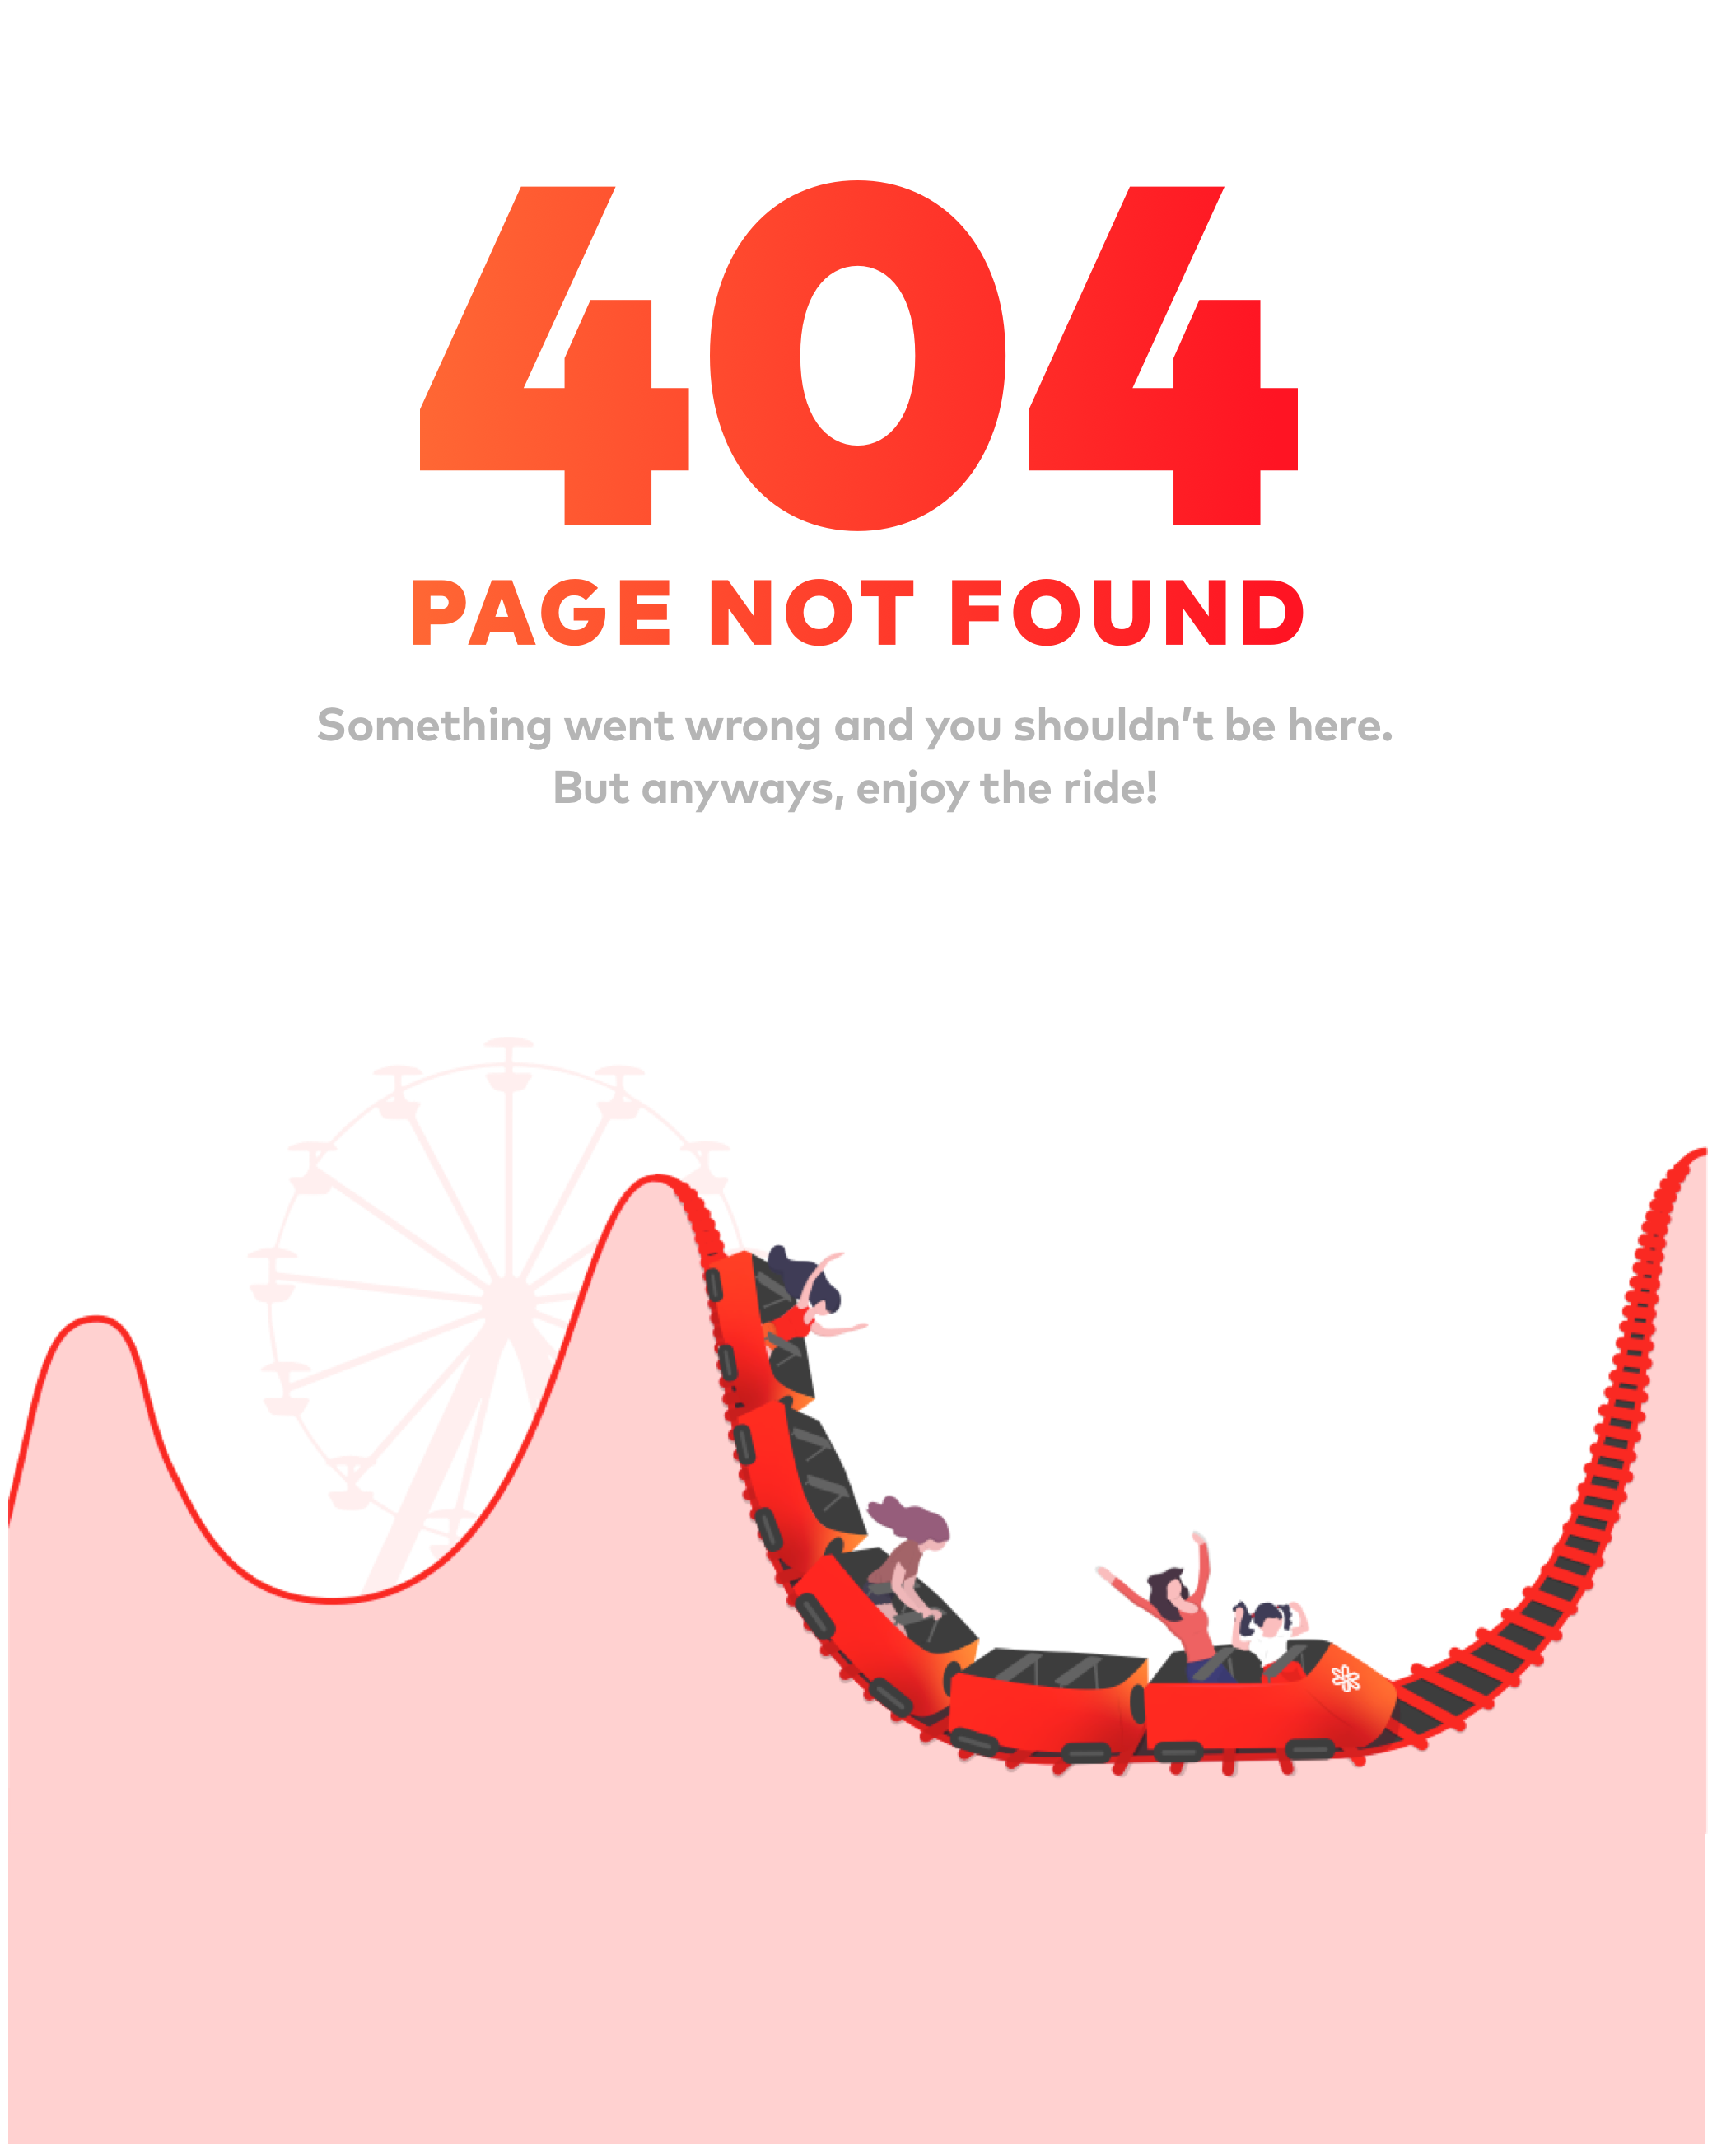 404
PAGE NOT FOUND
Something went wrong and you shouldn’t be here.
But anyways, enjoy the ride!